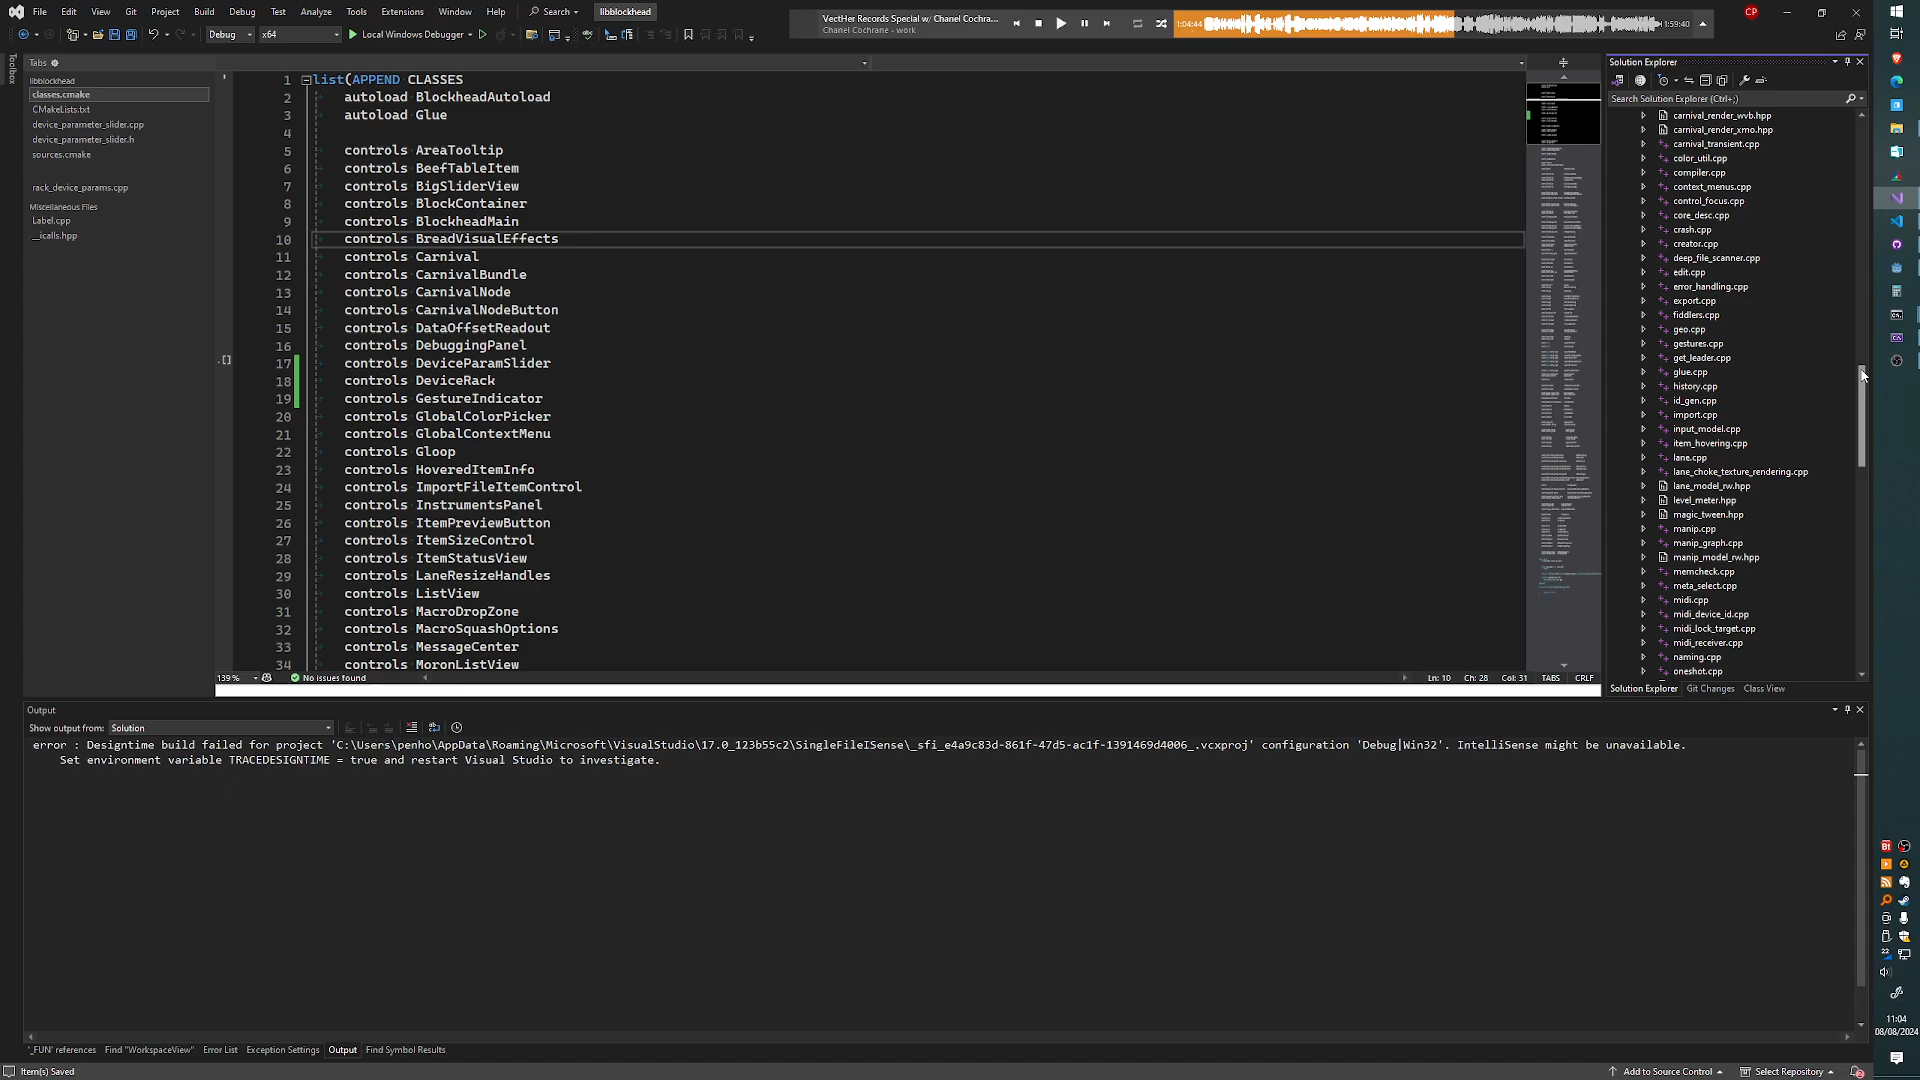 File Edit View Git Project Build Debug Test Analyze Tools Extensions Window Help Search libblockhead
VectHer Records Special w/ Chanel Cochra...
Chanel Cochrane - work
1:04:44
1:59:40
CP
Debug x64 Local Windows Debugger
Toolbox
Tabs
libblockhead
classes.cmake
CMakeLists.txt
device_parameter_slider.cpp
device_parameter_slider.h
sources.cmake
rack_device_params.cpp
Miscellaneous Files
Label.cpp
__icalls.hpp
1 list(APPEND CLASSES
2 autoload BlockheadAutoload
3 autoload Glue
4
5 controls AreaTooltip
6 controls BeefTableItem
7 controls BigSliderView
8 controls BlockContainer
9 controls BlockheadMain
10 controls BreadVisualEffects
11 controls Carnival
12 controls CarnivalBundle
13 controls CarnivalNode
14 controls CarnivalNodeButton
15 controls DataOffsetReadout
16 controls DebuggingPanel
17 controls DeviceParamSlider
18 controls DeviceRack
19 controls GestureIndicator
20 controls GlobalColorPicker
21 controls GlobalContextMenu
22 controls Gloop
23 controls HoveredItemInfo
24 controls ImportFileItemControl
25 controls InstrumentsPanel
26 controls ItemPreviewButton
27 controls ItemSizeControl
28 controls ItemStatusView
29 controls LaneResizeHandles
30 controls ListView
31 controls MacroDropZone
32 controls MacroSquashOptions
33 controls MessageCenter
34 controls MoronListView
139 % No issues found Ln: 10 Ch: 28 Col: 31 TABS CRLF
Solution Explorer
Search Solution Explorer (Ctrl+;)
carnival_render_wvb.hpp
carnival_render_xmo.hpp
carnival_transient.cpp
color_util.cpp
compiler.cpp
context_menus.cpp
control_focus.cpp
core_desc.cpp
crash.cpp
creator.cpp
deep_file_scanner.cpp
edit.cpp
error_handling.cpp
export.cpp
fiddlers.cpp
geo.cpp
gestures.cpp
get_leader.cpp
glue.cpp
history.cpp
id_gen.cpp
import.cpp
input_model.cpp
item_hovering.cpp
lane.cpp
lane_choke_texture_rendering.cpp
lane_model_rw.hpp
level_meter.hpp
magic_tween.hpp
manip.cpp
manip_graph.cpp
manip_model_rw.hpp
memcheck.cpp
meta_select.cpp
midi.cpp
midi_device_id.cpp
midi_lock_target.cpp
midi_receiver.cpp
naming.cpp
oneshot.cpp
Solution Explorer Git Changes Class View
Output
Show output from: Solution
error : Designtime build failed for project 'C:\Users\penho\AppData\Roaming\Microsoft\VisualStudio\17.0_123b55c2\SingleFileISense\_sfi_e4a9c83d-861f-47d5-ac1f-1391469d4006_.vcxproj' configuration 'Debug|Win32'. IntelliSense might be unavailable.
Set environment variable TRACEDESIGNTIME = true and restart Visual Studio to investigate.
'_FUN' references Find "WorkspaceView" Error List Exception Settings Output Find Symbol Results
Item(s) Saved Add to Source Control Select Repository
Bt
22
11:04
08/08/2024